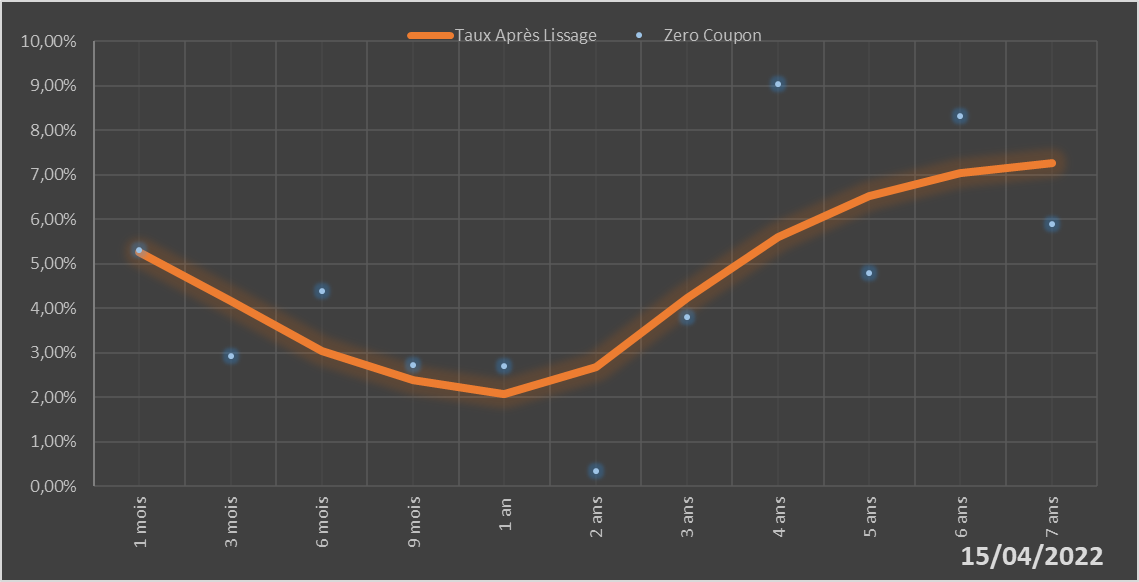 Taux Après Lissage Zero Coupon
10,00%
9,00%
8,00%
7,00%
6,00%
5,00%
4,00%
3,00%
2,00%
1,00%
0,00%
1 mois
3 mois
6 mois
9 mois
1 an
2 ans
3 ans
4 ans
5 ans
6 ans
7 ans
15/04/2022